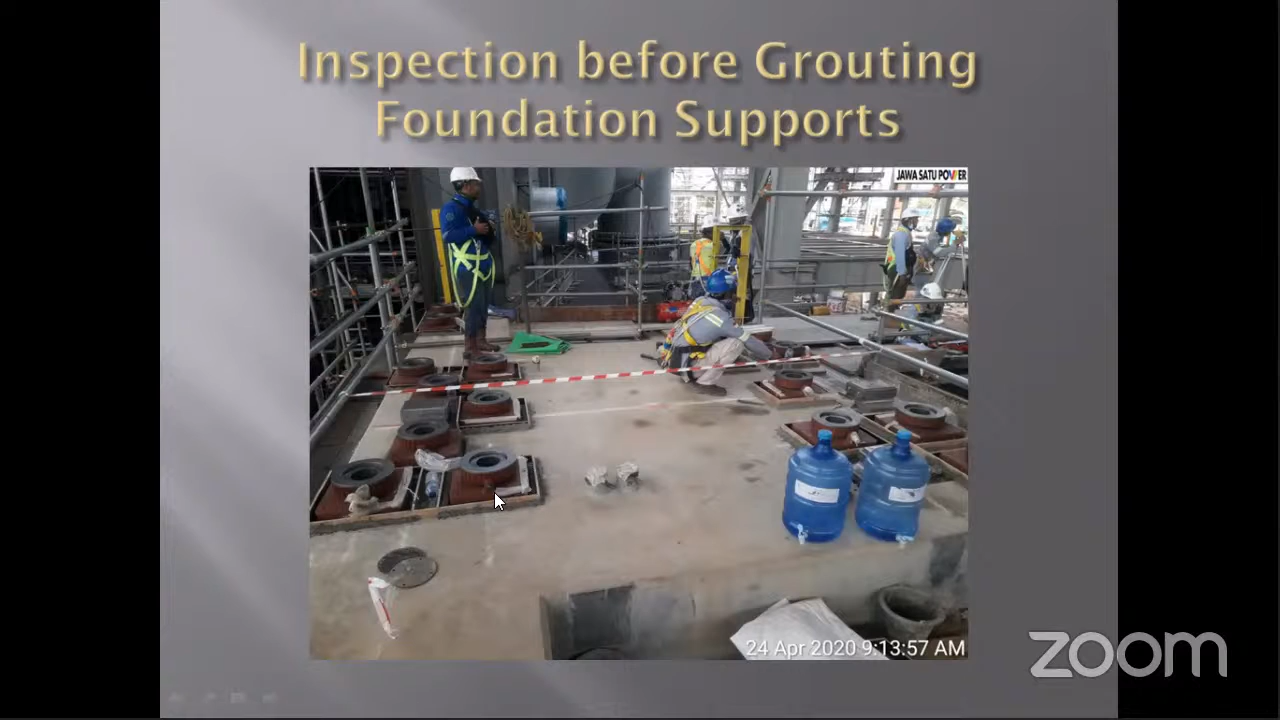 Inspection before Grouting
Foundation Supports
JAWA SATU POWER
24 Apr 2020 9:13:57 AM
zoom